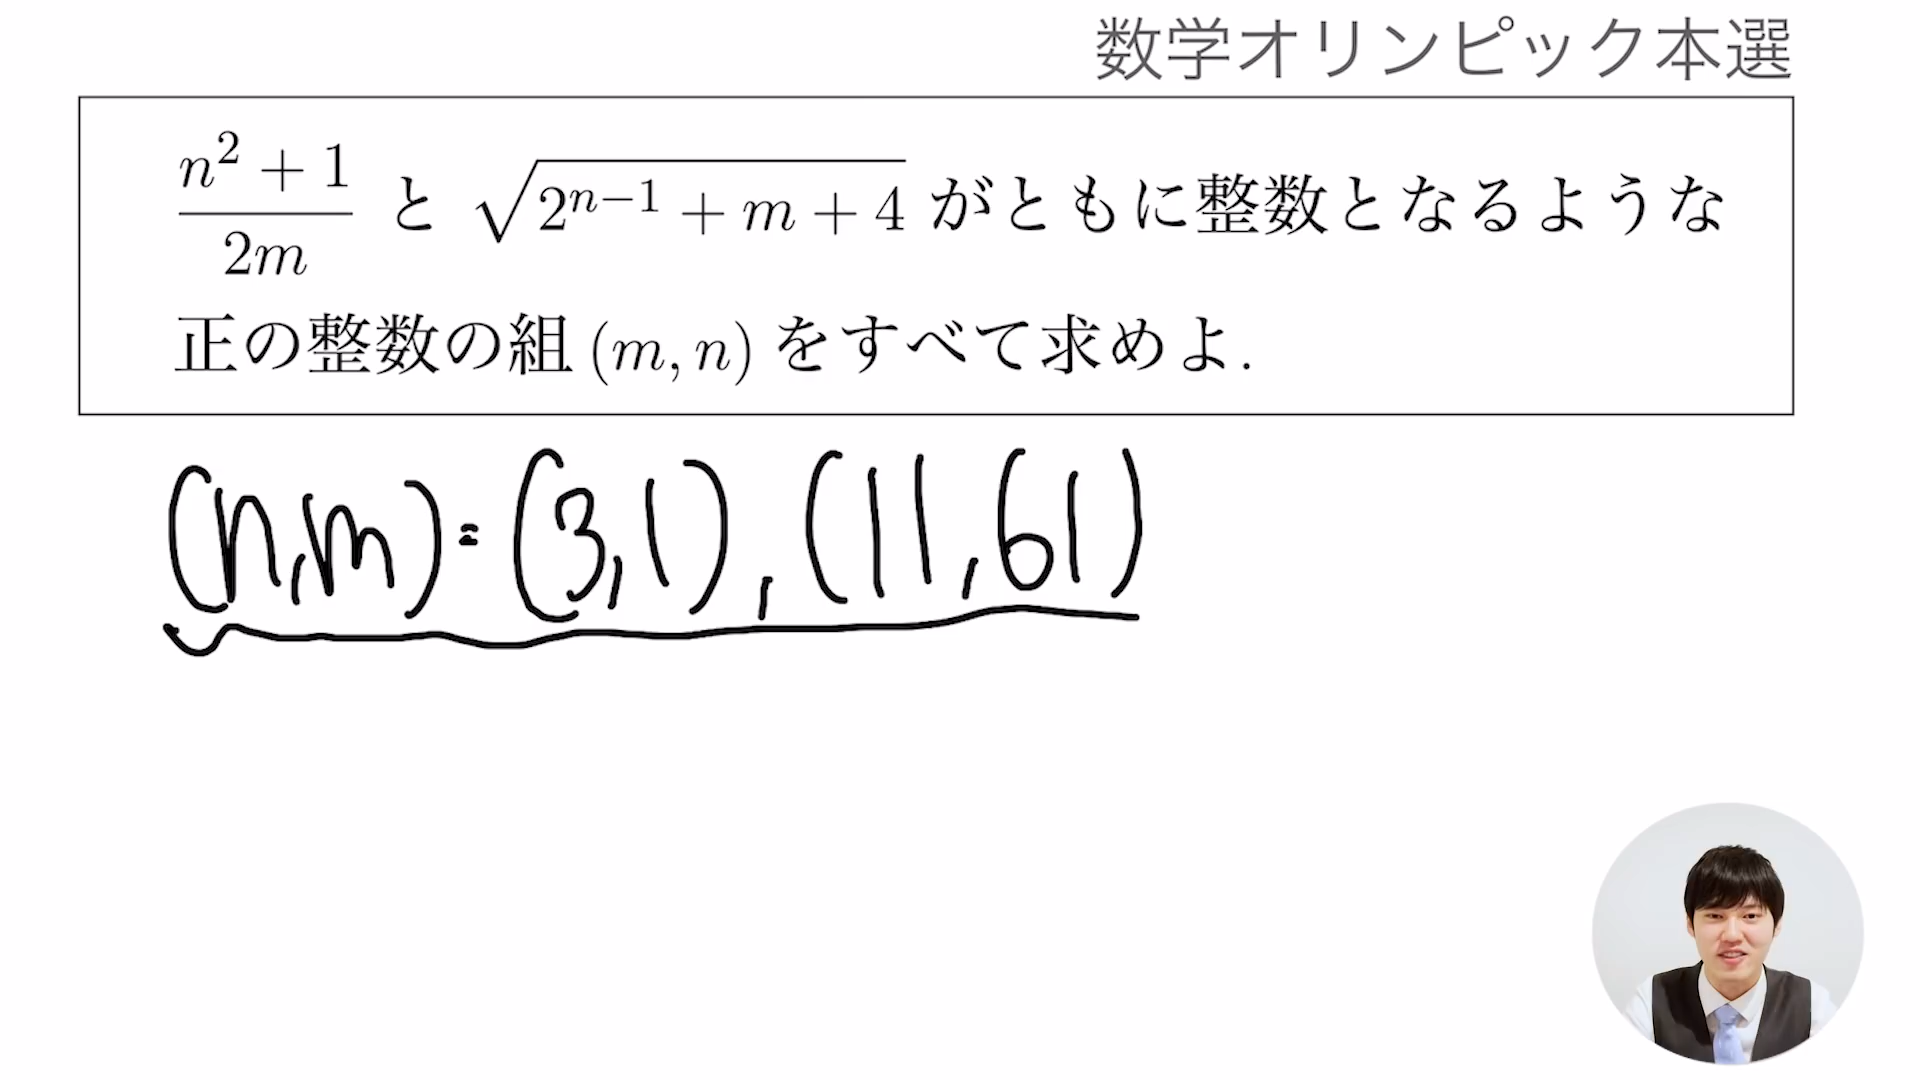 数学オリンピック本選
\frac{n^2+1}{2m} と \sqrt{2^{n-1}+m+4} がともに整数となるような
正の整数の組 (m, n) をすべて求めよ.
(n,m)=(3,1),(11,61)